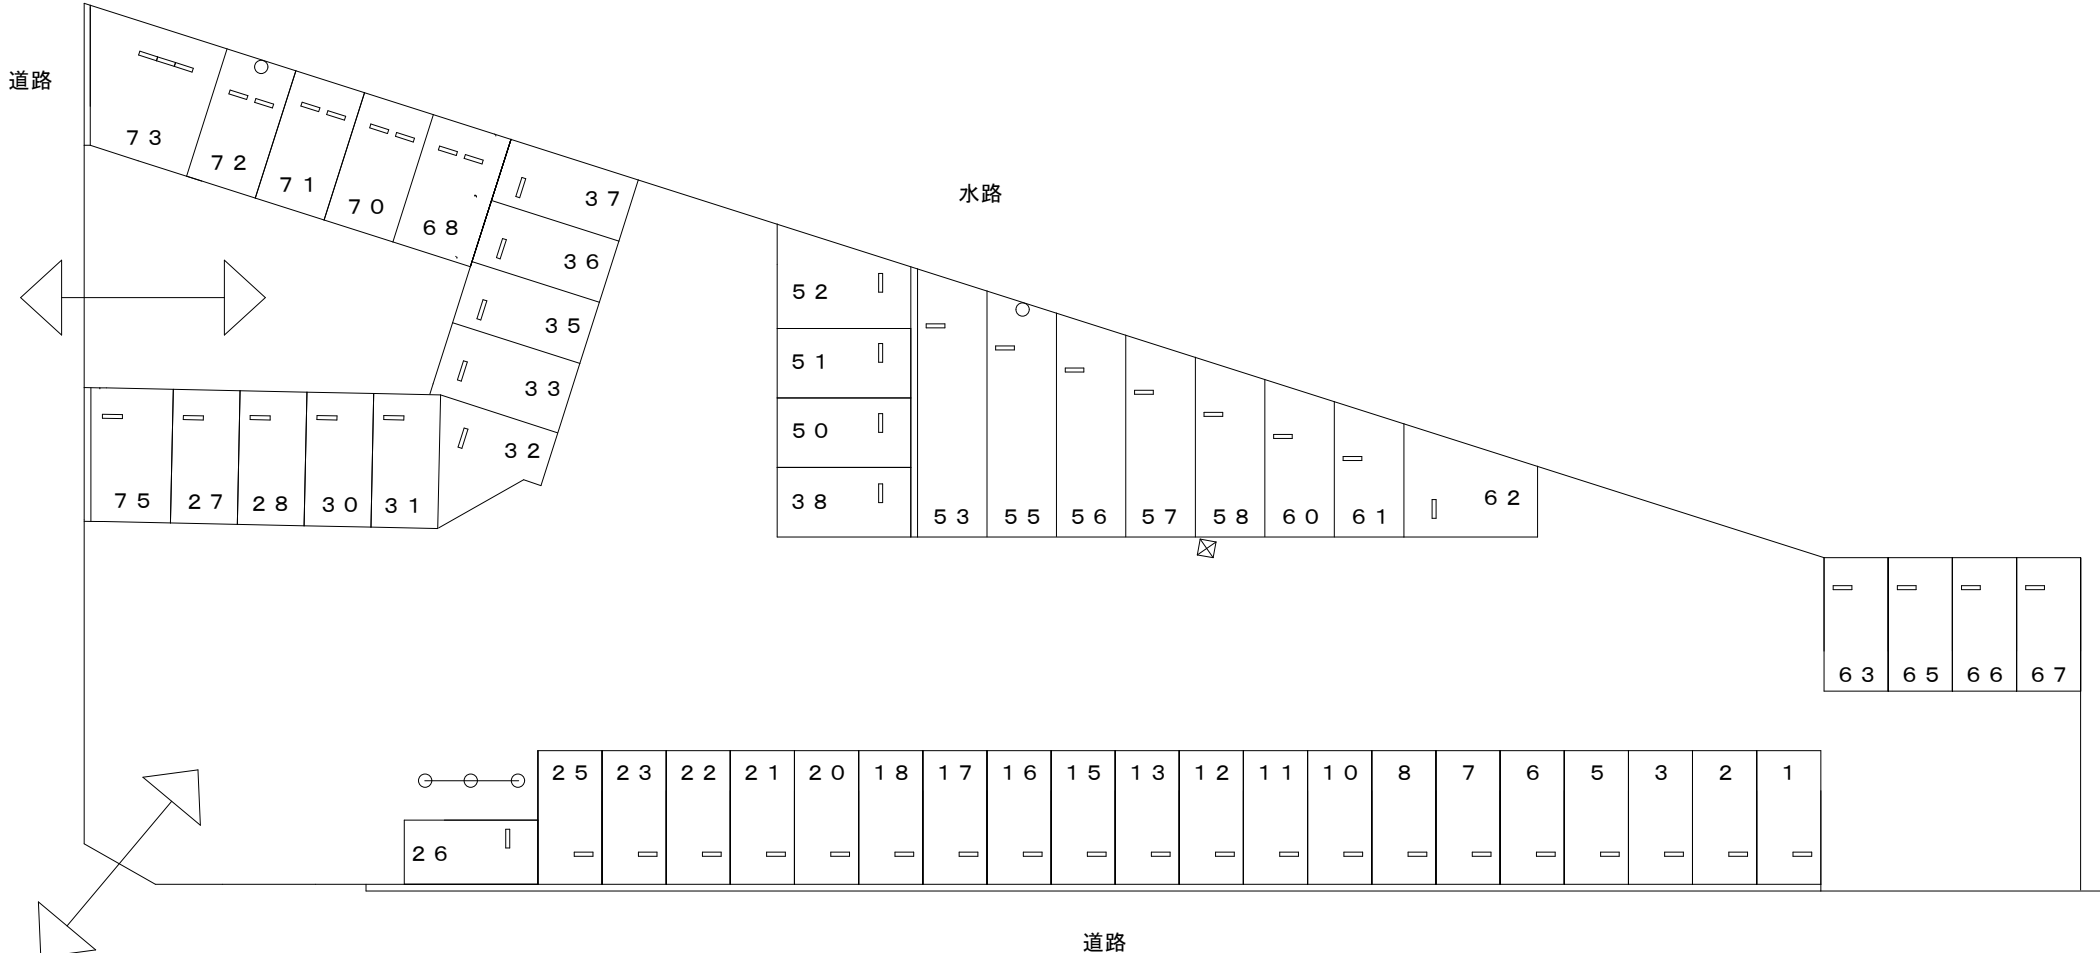 道路
７３
７２
７１
７０
６８
３７
３６
３５
３３
３２
水路
５２
５１
５０
３８
７５ ２７ ２８ ３０ ３１
５３ ５５ ５６ ５７ ５８ ６０ ６１ ６２
６３ ６５ ６６ ６７
２５ ２３ ２２ ２１ ２０ １８ １７ １６ １５ １３ １２ １１ １０ ８ ７ ６ ５ ３ ２ １
２６
道路